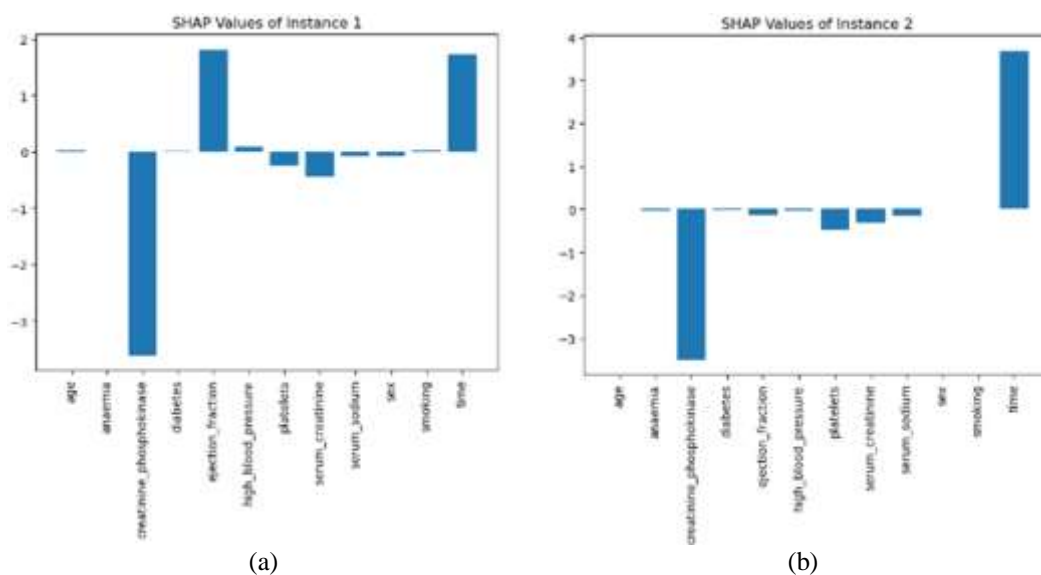 SHAP Values of Instance 1
2
1
0
−1
−2
−3
age
anaemia
creatinine_phosphokinase
diabetes
ejection_fraction
high_blood_pressure
platelets
serum_creatinine
serum_sodium
sex
smoking
time
(a)
SHAP Values of Instance 2
4
3
2
1
0
−1
−2
−3
age
anaemia
creatinine_phosphokinase
diabetes
ejection_fraction
high_blood_pressure
platelets
serum_creatinine
serum_sodium
sex
smoking
time
(b)